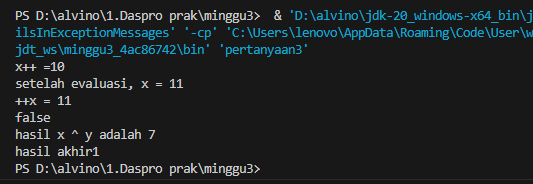 PS D:\alvino\1.Daspro prak\minggu3>  & 'D:\alvino\jdk-20_windows-x64_bin\j
ilsInExceptionMessages' '-cp' 'C:\Users\lenovo\AppData\Roaming\Code\User\w
jdt_ws\minggu3_4ac86742\bin' 'pertanyaan3'
x++ =10
setelah evaluasi, x = 11
++x = 11
false
hasil x ^ y adalah 7
hasil akhir1
PS D:\alvino\1.Daspro prak\minggu3>